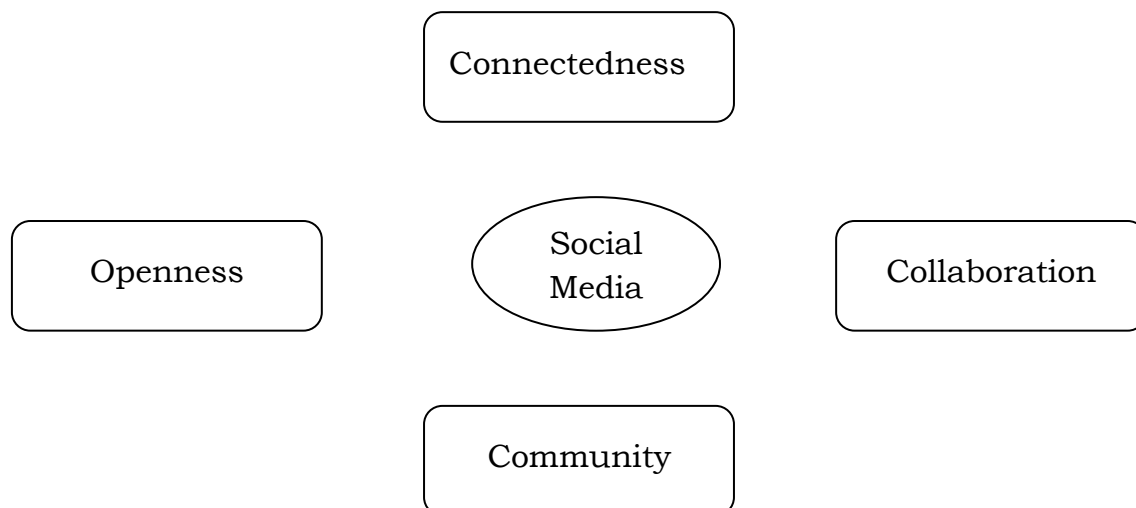 Connectedness
Openness
Social
Media
Collaboration
Community